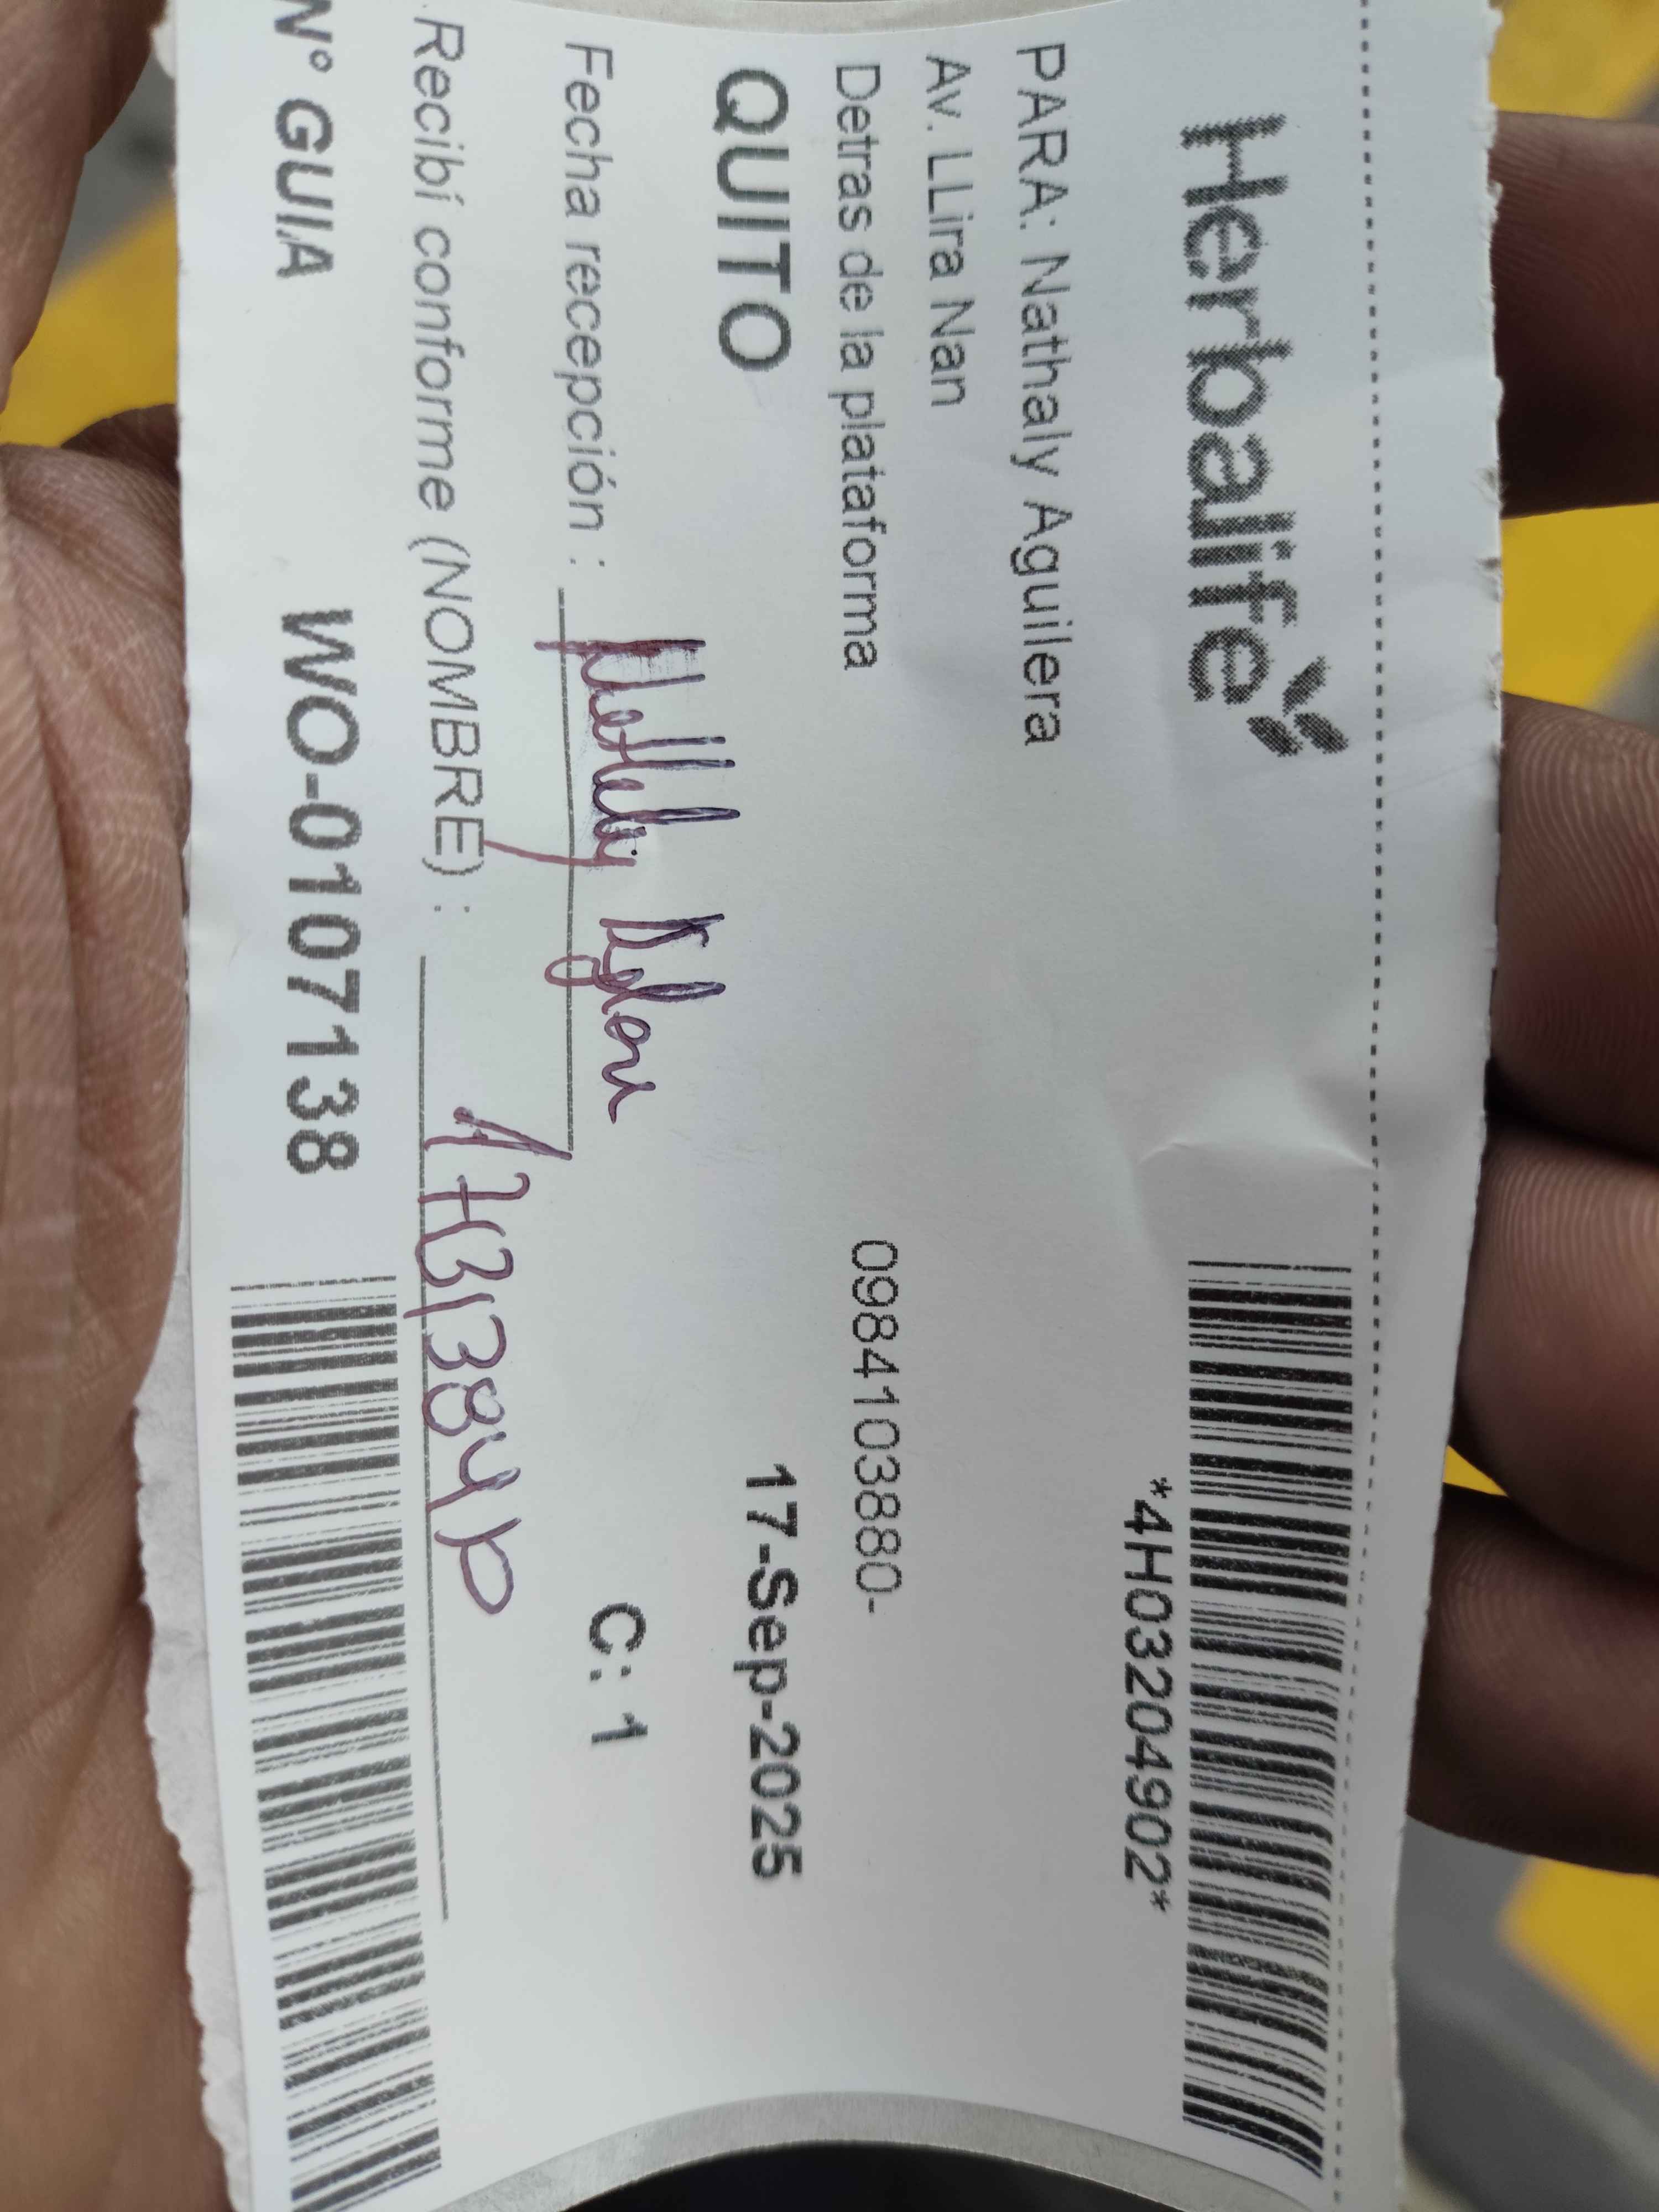 Herbalife
*4H03204902*
PARA: Nathaly Aguilera
Av. LLira Nan
Detras de la plataforma 0984103880-
QUITO 17-Sep-2025
Fecha recepción : C: 1
Recibí conforme (NOMBRE) :
N° GUIA WO-0107138